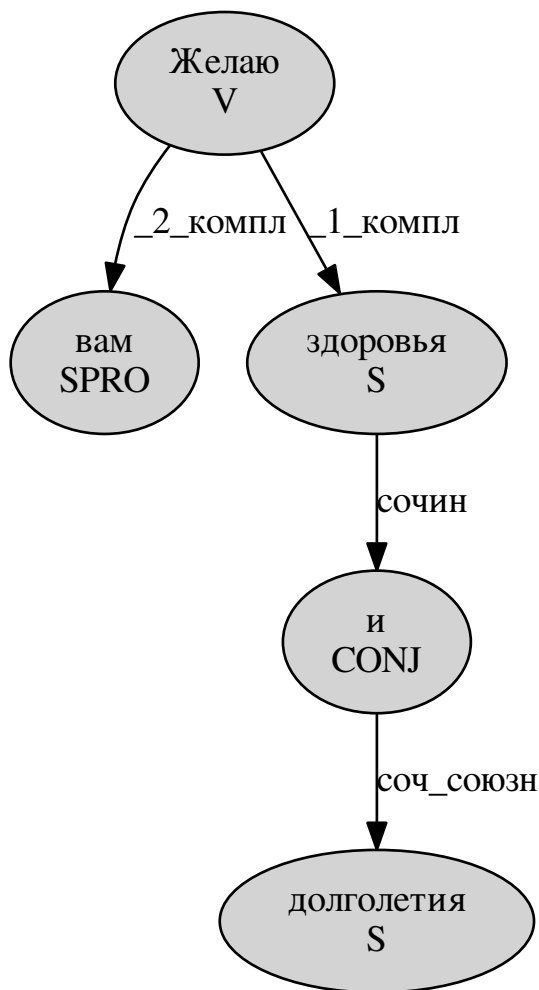 Желаю
V
_2_компл _1_компл
вам
SPRO
здоровья
S
сочин
и
CONJ
соч_союзн
долголетия
S